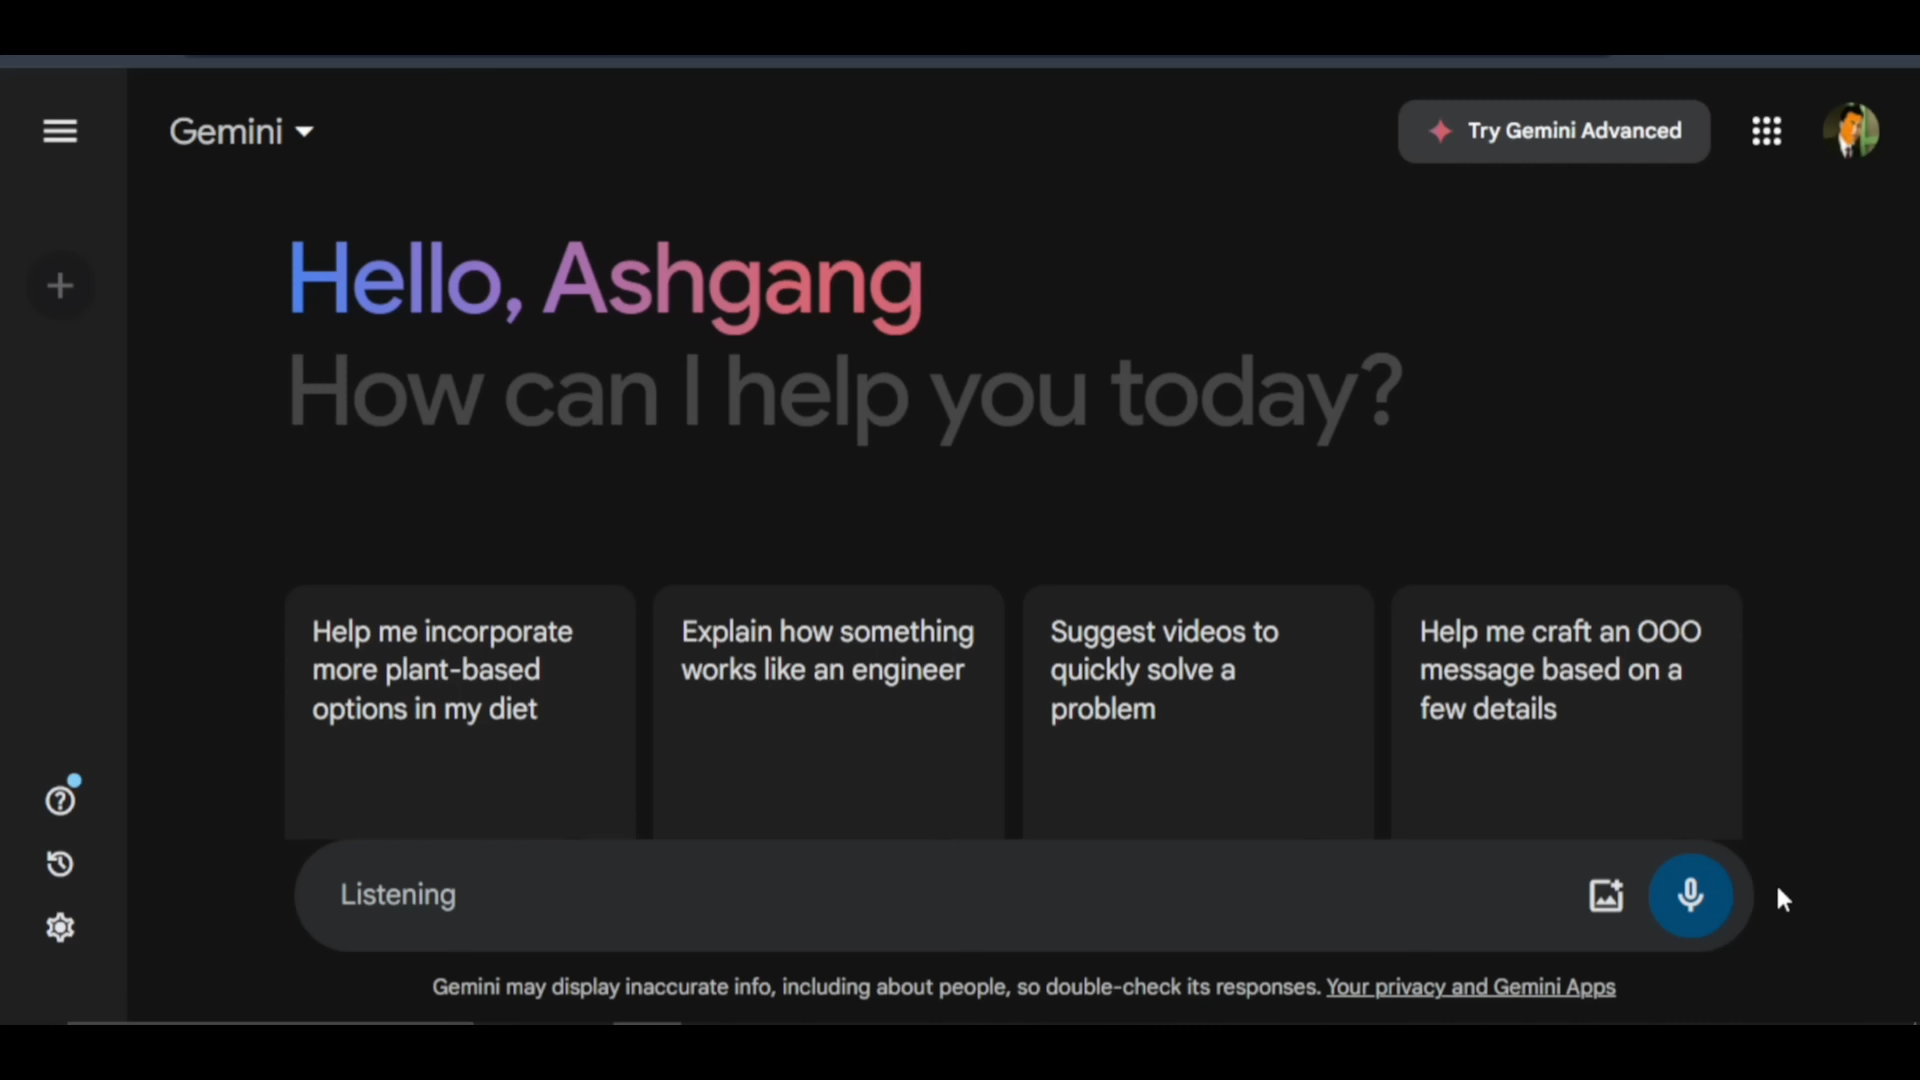 Gemini
Try Gemini Advanced
Hello, Ashgang
How can I help you today?
Help me incorporate
more plant-based
options in my diet
Explain how something
works like an engineer
Suggest videos to
quickly solve a
problem
Help me craft an OOO
message based on a
few details
Listening
Gemini may display inaccurate info, including about people, so double-check its responses. Your privacy and Gemini Apps